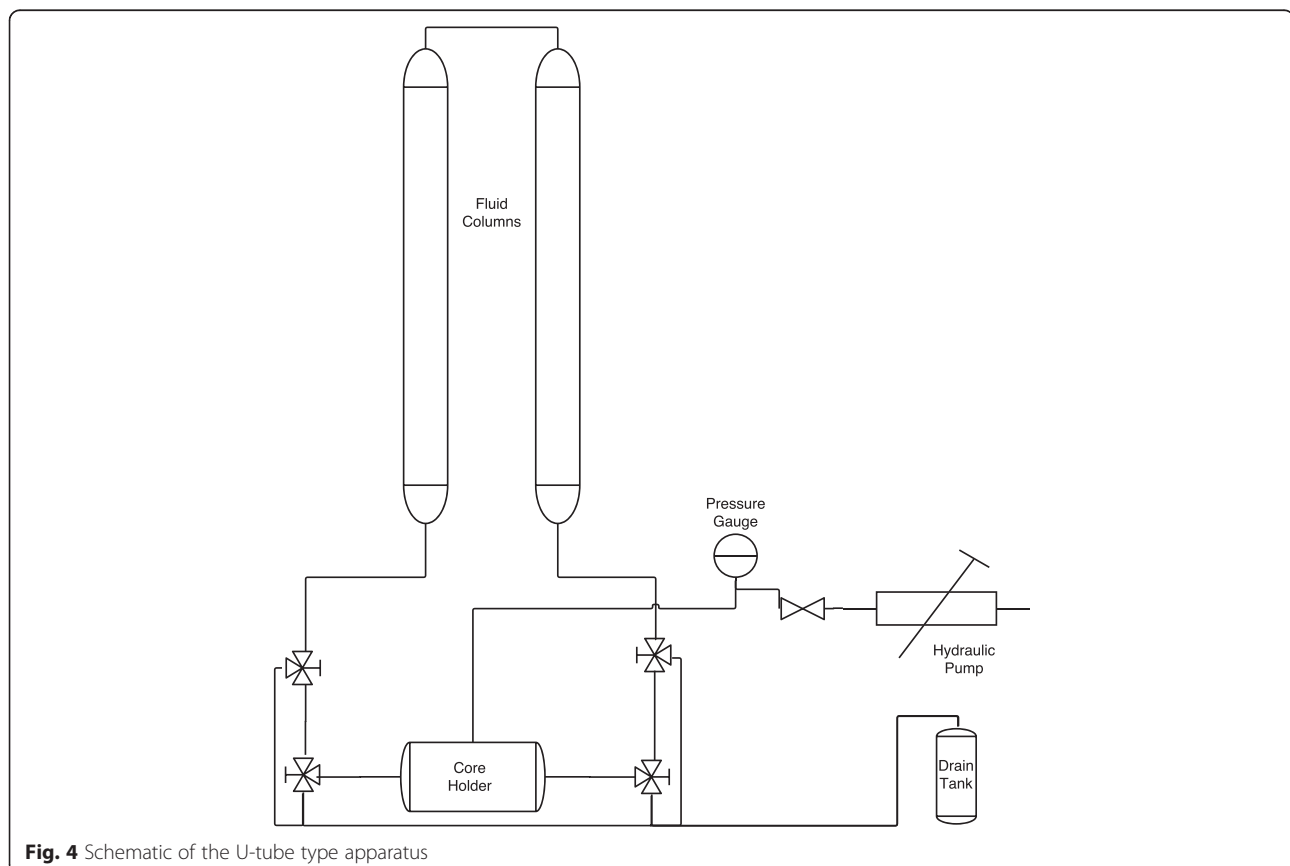 Fluid
Columns
Pressure
Gauge
Hydraulic
Pump
Core
Holder
Drain
Tank
Fig. 4 Schematic of the U-tube type apparatus